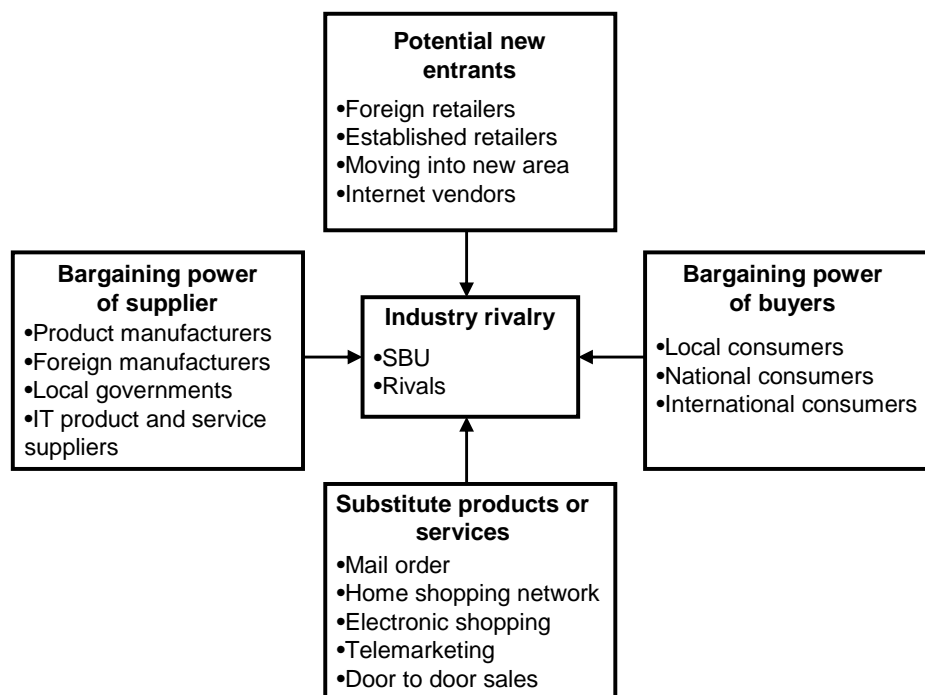 Potential new
entrants
•Foreign retailers
•Established retailers
•Moving into new area
•Internet vendors
Bargaining power
of supplier
•Product manufacturers
•Foreign manufacturers
•Local governments
•IT product and service
suppliers
Industry rivalry
•SBU
•Rivals
Bargaining power
of buyers
•Local consumers
•National consumers
•International consumers
Substitute products or
services
•Mail order
•Home shopping network
•Electronic shopping
•Telemarketing
•Door to door sales